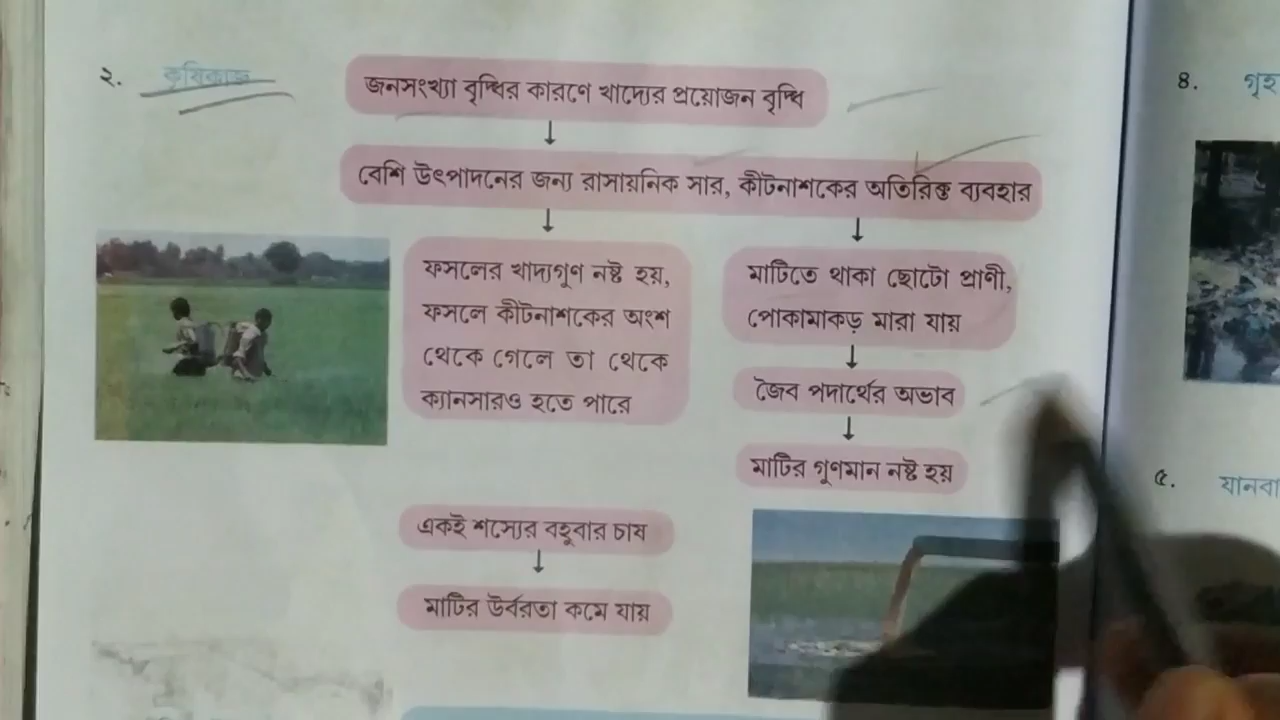 ২. কৃষিকাজ
জনসংখ্যা বৃদ্ধির কারণে খাদ্যের প্রয়োজন বৃদ্ধি
বেশি উৎপাদনের জন্য রাসায়নিক সার, কীটনাশকের অতিরিক্ত ব্যবহার
ফসলের খাদ্যগুণ নষ্ট হয়,
ফসলে কীটনাশকের অংশ
থেকে গেলে তা থেকে
ক্যানসারও হতে পারে
মাটিতে থাকা ছোটো প্রাণী,
পোকামাকড় মারা যায়
জৈব পদার্থের অভাব
মাটির গুণমান নষ্ট হয়
একই শস্যের বহুবার চাষ
মাটির উর্বরতা কমে যায়
৪. গৃহ
৫. যানবা